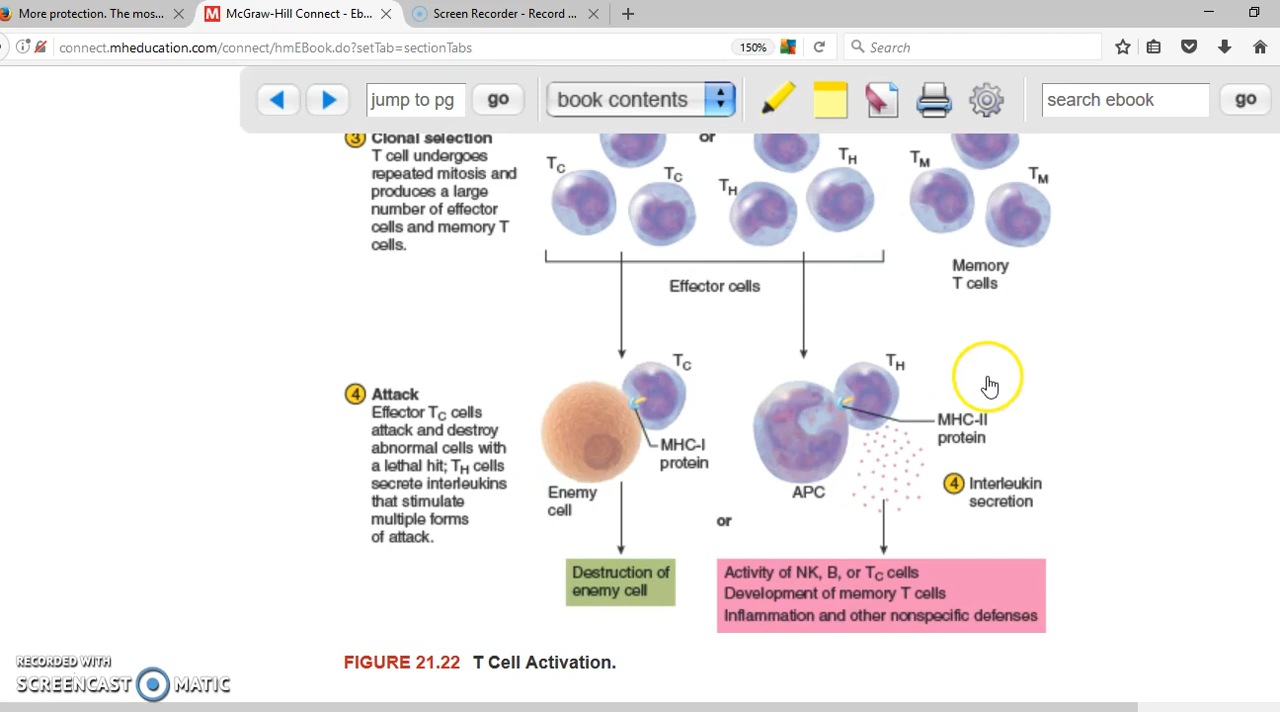 More protection. The mos...
McGraw-Hill Connect - Eb...
Screen Recorder - Record ...
connect.mheducation.com/connect/hmEBook.do?setTab=sectionTabs
150%
Search
jump to pg
go
book contents
search ebook
go
3 Clonal selection
T cell undergoes
repeated mitosis and
produces a large
number of effector
cells and memory T
cells.
or
TC
TC
TH
TH
TM
TM
Effector cells
Memory
T cells
4 Attack
Effector TC cells
attack and destroy
abnormal cells with
a lethal hit; TH cells
secrete interleukins
that stimulate
multiple forms
of attack.
TC
MHC-I
protein
Enemy
cell
TH
MHC-II
protein
APC
4 Interleukin
secretion
or
Destruction of
enemy cell
Activity of NK, B, or TC cells
Development of memory T cells
Inflammation and other nonspecific defenses
FIGURE 21.22 T Cell Activation.
RECORDED WITH
SCREENCAST MATIC